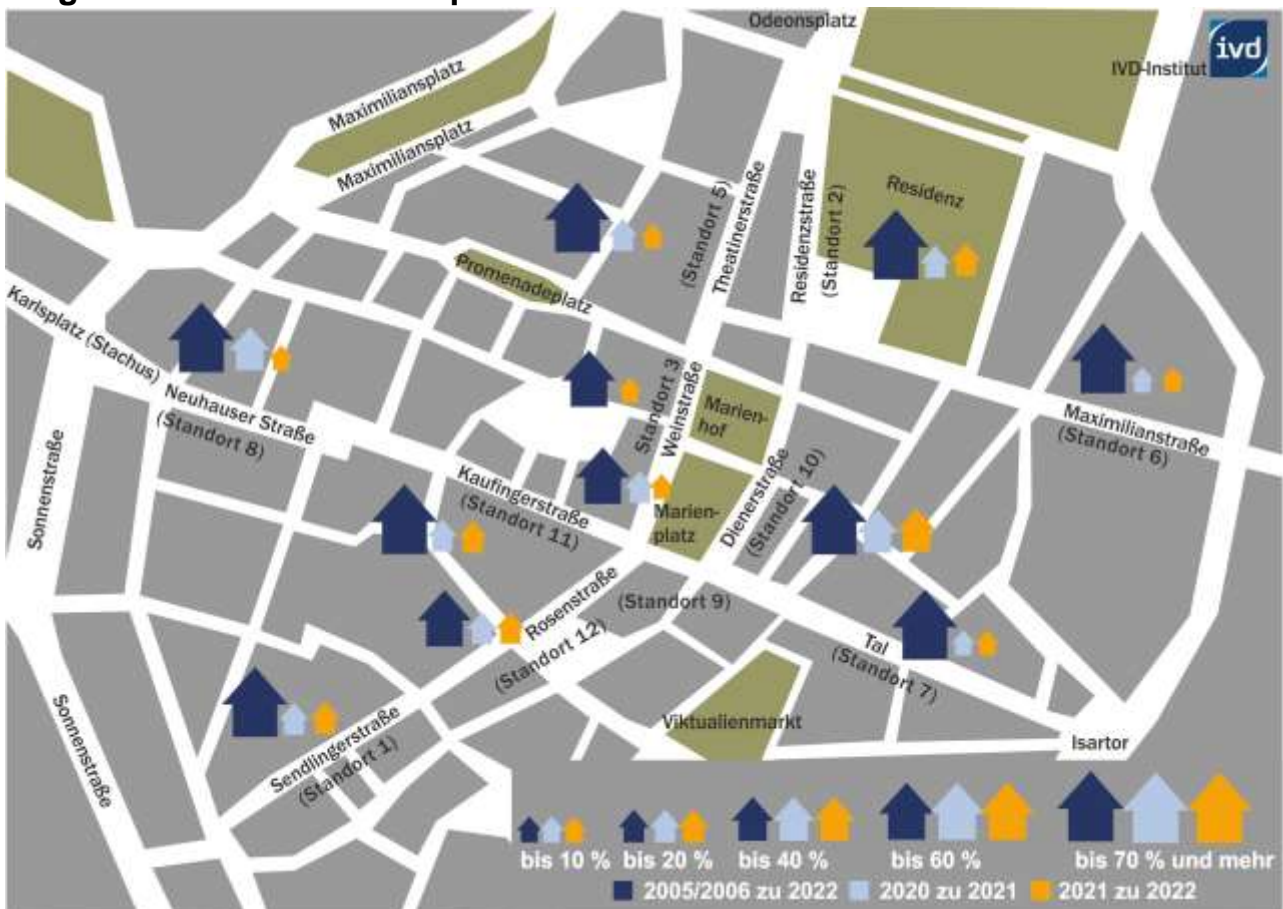 Odeonsplatz
ivd
IVD-Institut
Maximiliansplatz
Maximiliansplatz
Residenz
Theatinerstraße
(Standort 5)
Residenzstraße
(Standort 2)
Promenadeplatz
Karlsplatz (Stachus)
Neuhauser Straße
(Standort 8)
Standort 3
Weinstraße
Marien-
hof
Maximilianstraße
(Standort 6)
Sonnenstraße
Kaufingerstraße
(Standort 11)
Marien-
platz
Dienerstraße
(Standort 10)
Rosenstraße
(Standort 12)
(Standort 9)
Tal
(Standort 7)
Sonnenstraße
Sendlingerstraße
(Standort 1)
Viktualienmarkt
Isartor
bis 10 % bis 20 % bis 40 % bis 60 % bis 70 % und mehr
2005/2006 zu 2022 2020 zu 2021 2021 zu 2022